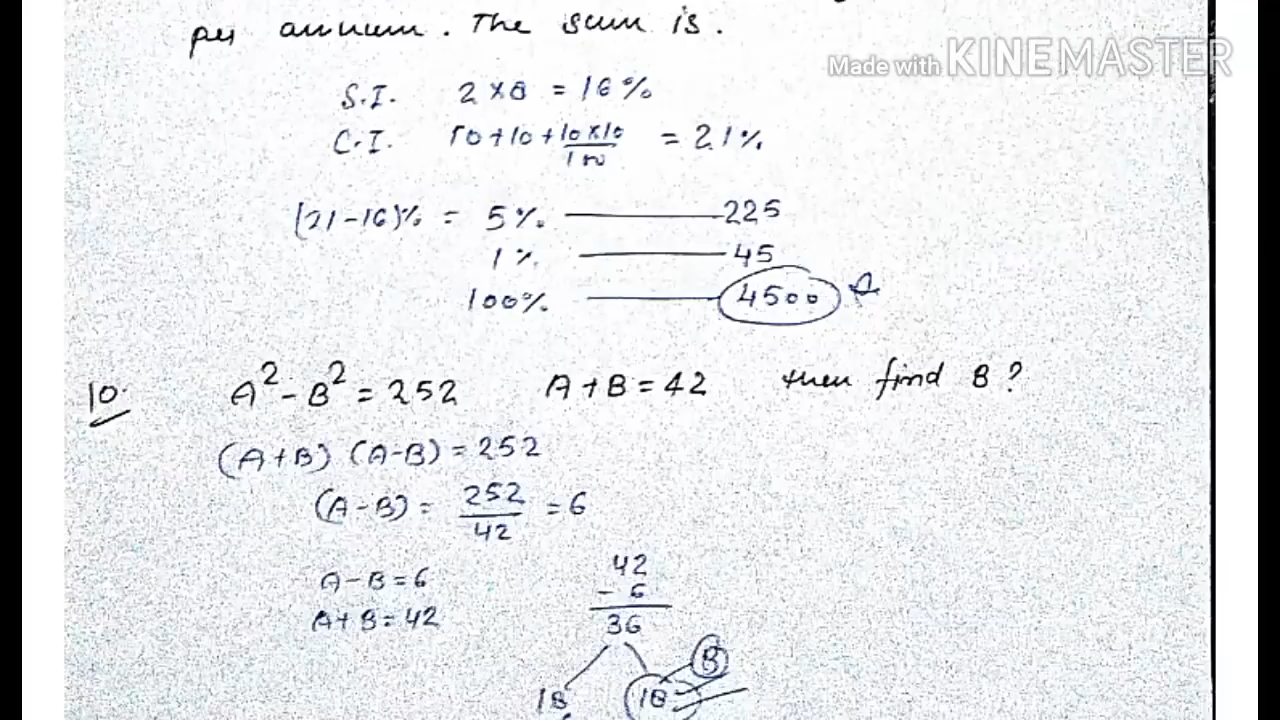 per annum. The sum is.
Made with KINEMASTER
S.I. 2 × 8 = 16%
C.I. 10 + 10 + 10 × 10 / 100 = 21%
(21 - 16)% = 5% — 225
1% — 45
100% — 4500
10. A² - B² = 252 A + B = 42 then find B ?
(A + B) (A - B) = 252
(A - B) = 252 / 42 = 6
42
A - B = 6 - 6
A + B = 42 36
B
18 18